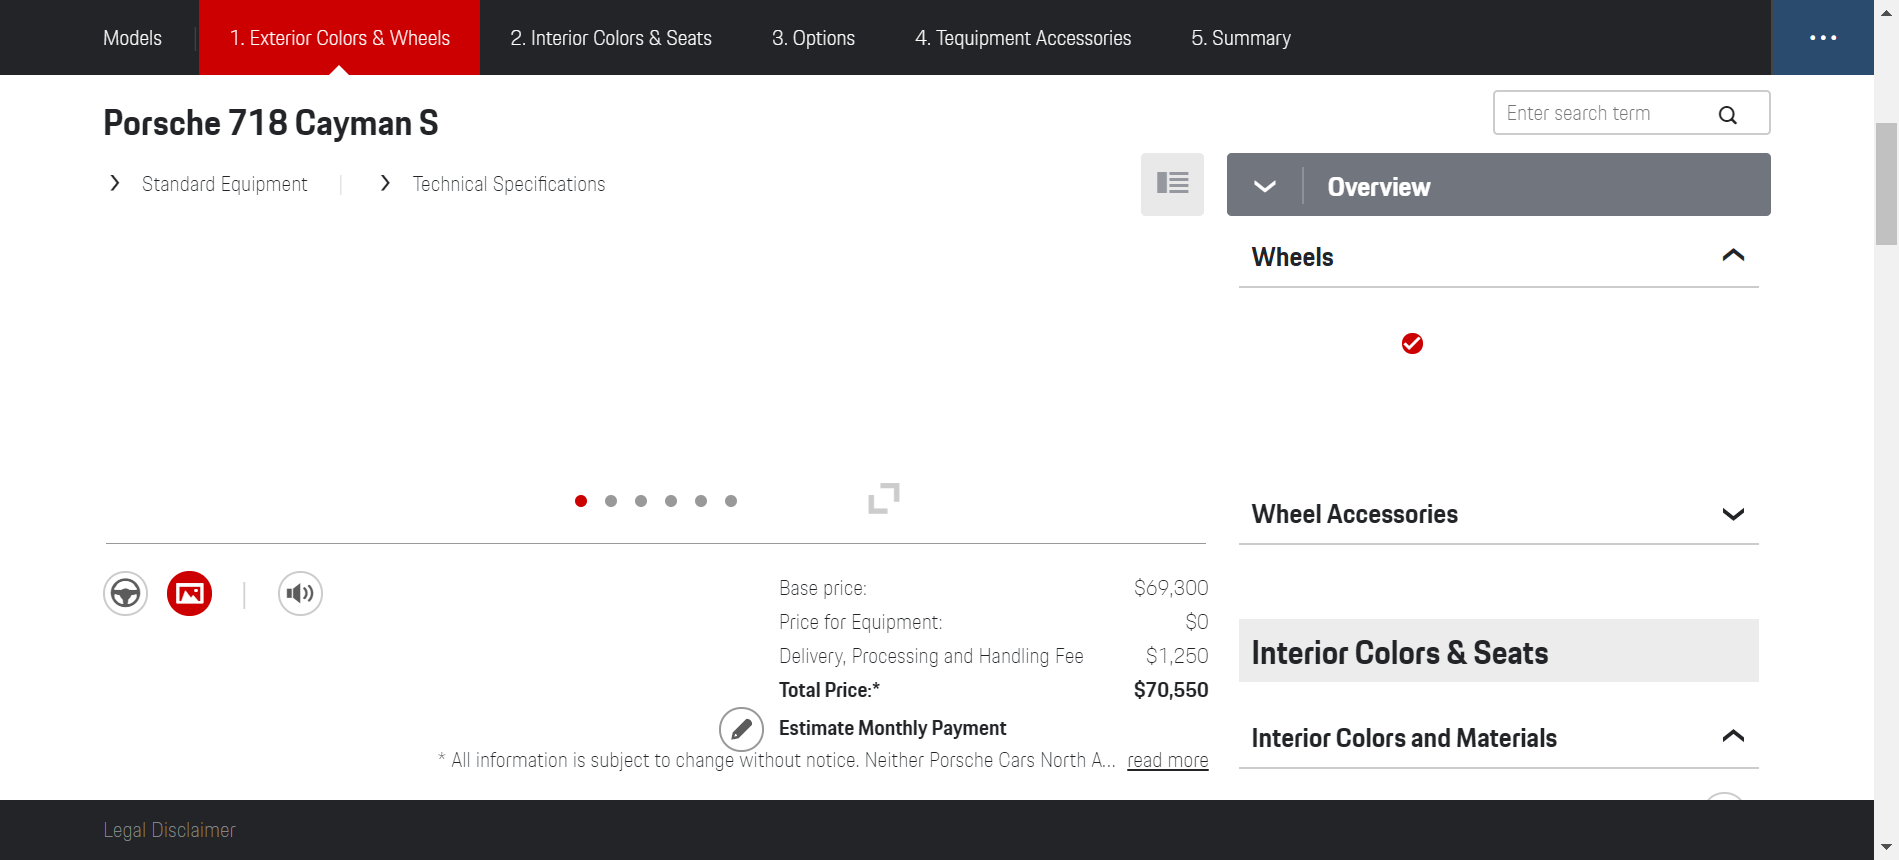 Models
1. Exterior Colors & Wheels
2. Interior Colors & Seats
3. Options
4. Tequipment Accessories
5. Summary
Porsche 718 Cayman S
Enter search term
Standard Equipment
Technical Specifications
Overview
Wheels
Wheel Accessories
Base price: $69,300
Price for Equipment: $0
Delivery, Processing and Handling Fee $1,250
Total Price:* $70,550
Estimate Monthly Payment
* All information is subject to change without notice. Neither Porsche Cars North A... read more
Interior Colors & Seats
Interior Colors and Materials
Legal Disclaimer